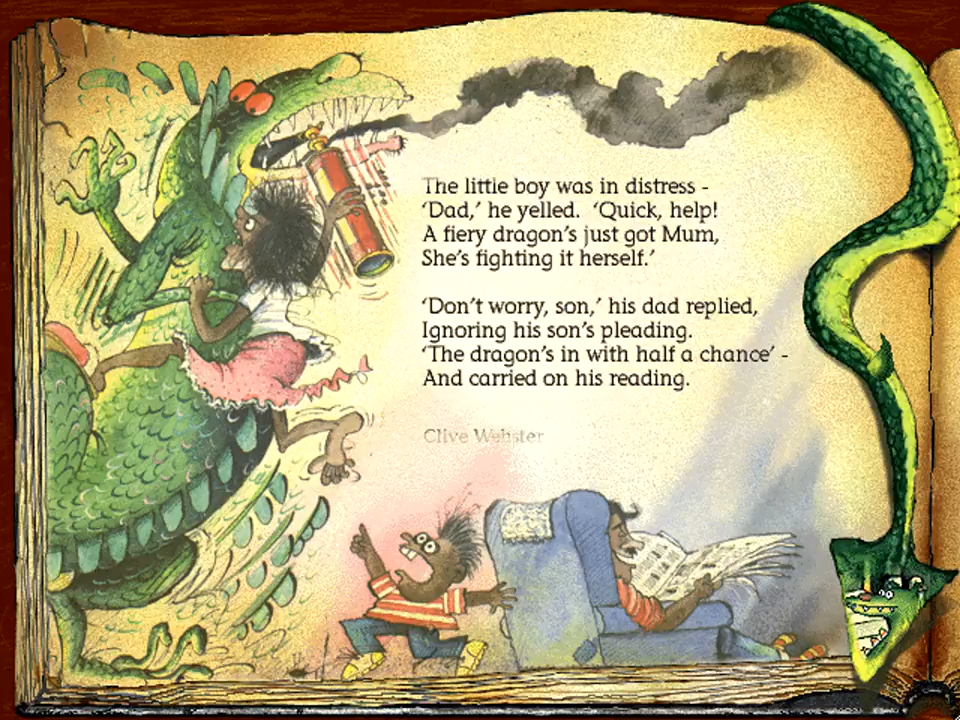 The little boy was in distress -
‘Dad,’ he yelled.  ‘Quick, help!
A fiery dragon’s just got Mum,
She’s fighting it herself.’
‘Don’t worry, son,’ his dad replied,
Ignoring his son’s pleading.
‘The dragon’s in with half a chance’ -
And carried on his reading.
Clive Webster